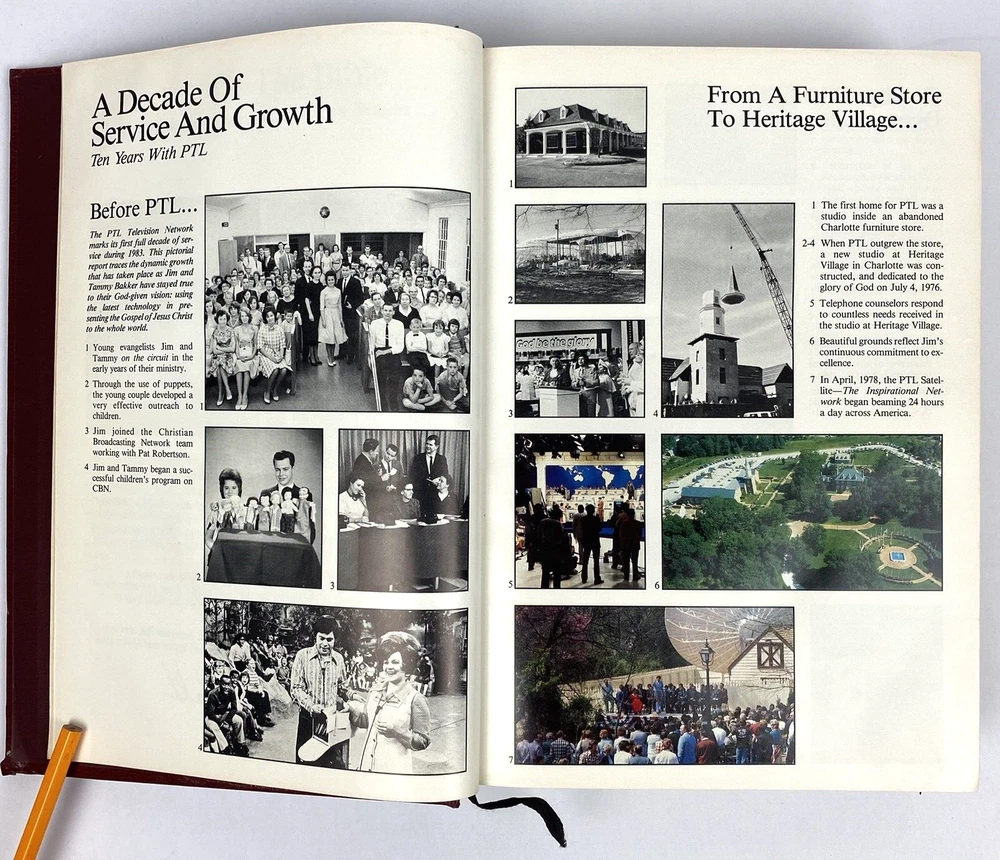 A Decade Of
Service And Growth
Ten Years With PTL
Before PTL...
The PTL Television Network
marks its first full decade of ser-
vice during 1983. This pictorial
report traces the dynamic growth
that has taken place as Jim and
Tammy Bakker have stayed true
to their God-given vision: using
the latest technology in pre-
senting the Gospel of Jesus Christ
to the whole world.
1 Young evangelists Jim and
Tammy on the circuit in the
early years of their ministry.
2 Through the use of puppets,
the young couple developed a
very effective outreach to
children.
3 Jim joined the Christian
Broadcasting Network team
working with Pat Robertson.
4 Jim and Tammy began a suc-
cessful children's program on
CBN.
1
2
3
4
From A Furniture Store
To Heritage Village...
1 The first home for PTL was a
studio inside an abandoned
Charlotte furniture store.
2-4 When PTL outgrew the store,
a new studio at Heritage
Village in Charlotte was con-
structed, and dedicated to the
glory of God on July 4, 1976.
5 Telephone counselors respond
to countless needs received in
the studio at Heritage Village.
6 Beautiful grounds reflect Jim's
continuous commitment to ex-
cellence.
7 In April, 1978, the PTL Satel-
lite—The Inspirational Net-
work began beaming 24 hours
a day across America.
1
2
God be the glory
3
4
5
6
7